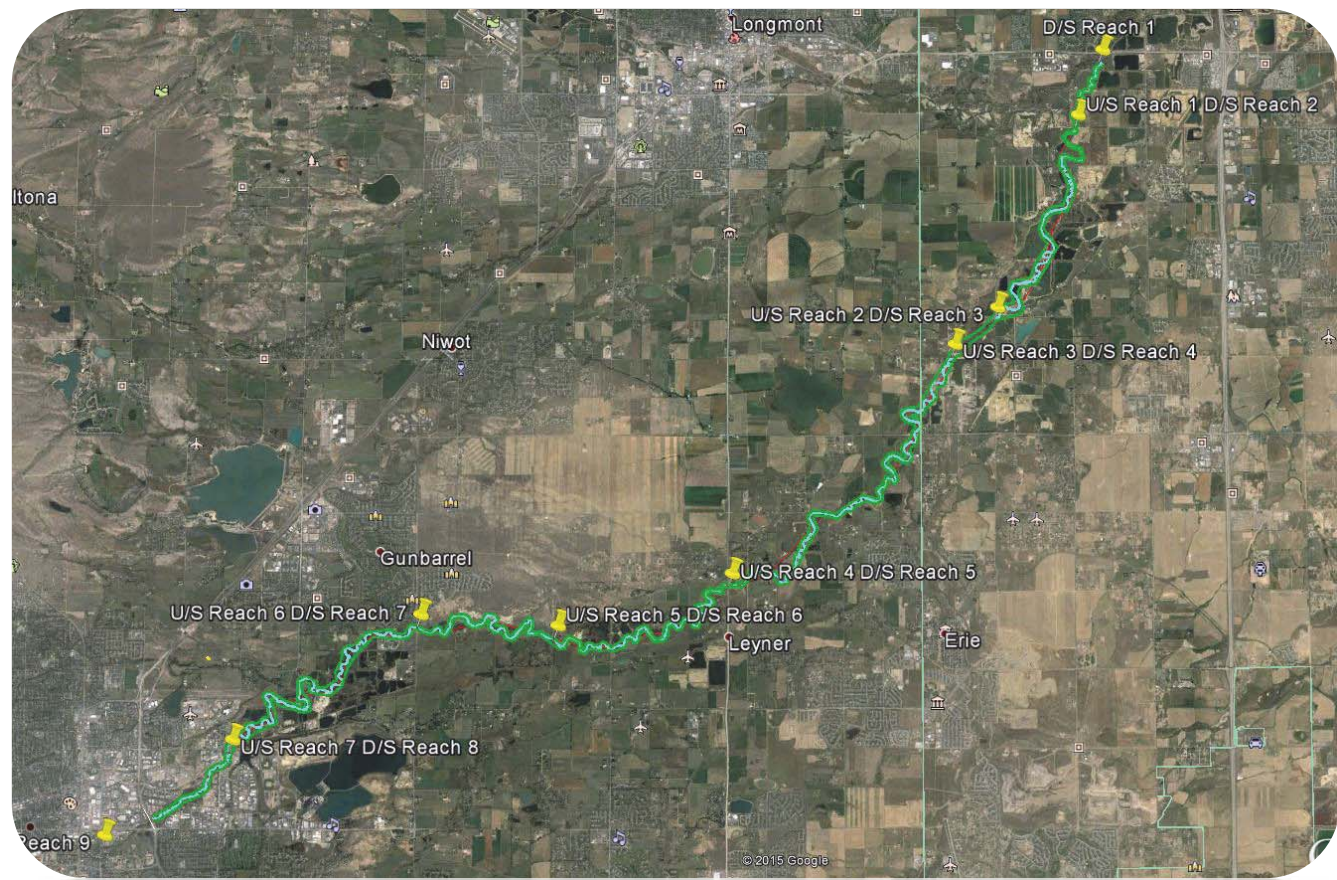 Longmont
D/S Reach 1
U/S Reach 1 D/S Reach 2
ltona
U/S Reach 2 D/S Reach 3
Niwot
U/S Reach 3 D/S Reach 4
Gunbarrel
U/S Reach 4 D/S Reach 5
U/S Reach 6 D/S Reach 7
U/S Reach 5 D/S Reach 6
Leyner
Erie
U/S Reach 7 D/S Reach 8
Reach 9
© 2015 Google